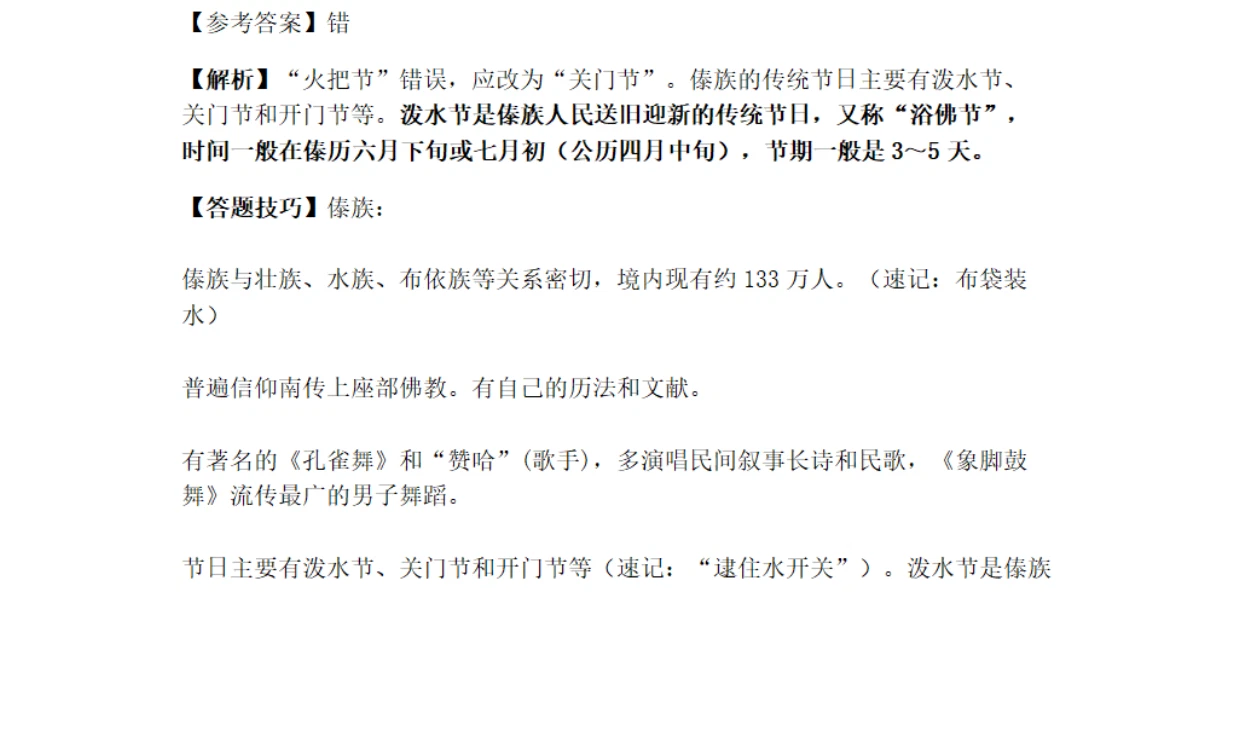 【参考答案】错
【解析】“火把节”错误，应改为“关门节”。傣族的传统节日主要有泼水节、
关门节和开门节等。泼水节是傣族人民送旧迎新的传统节日，又称“浴佛节”，
时间一般在傣历六月下旬或七月初（公历四月中旬），节期一般是 3～5 天。
【答题技巧】傣族：
傣族与壮族、水族、布依族等关系密切，境内现有约 133 万人。（速记：布袋装
水）
普遍信仰南传上座部佛教。有自己的历法和文献。
有著名的《孔雀舞》和“赞哈”(歌手)，多演唱民间叙事长诗和民歌，《象脚鼓
舞》流传最广的男子舞蹈。
节日主要有泼水节、关门节和开门节等（速记：“逮住水开关”）。泼水节是傣族